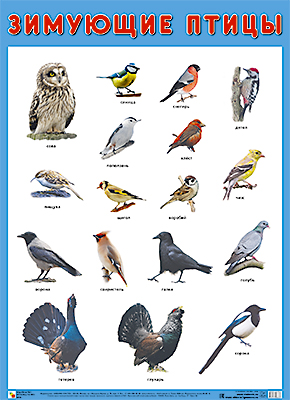 ЗИМУЮЩИЕ ПТИЦЫ
синица
снегирь
дятел
сова
поползень
клест
пищуха
щегол
воробей
чиж
ворона
свиристель
галка
голубь
тетерев
глухарь
сорока